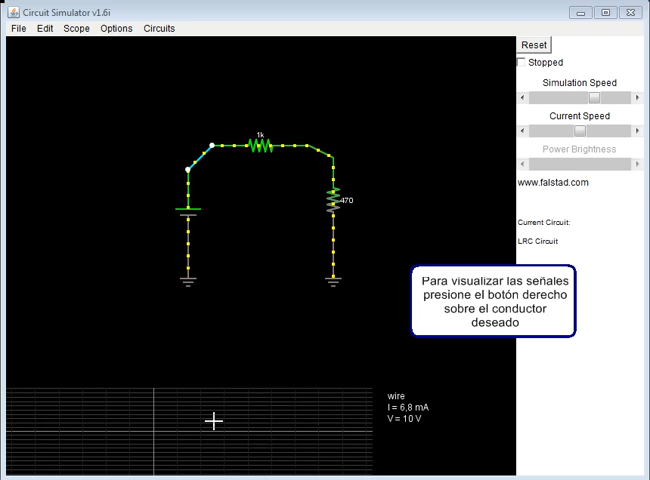 Circuit Simulator v1.6i
File Edit Scope Options Circuits
Reset
Stopped
Simulation Speed
Current Speed
Power Brightness
www.falstad.com
Current Circuit:
LRC Circuit
1k
470
Para visualizar las señales
presione el botón derecho
sobre el conductor
deseado
wire
I = 6,8 mA
V = 10 V